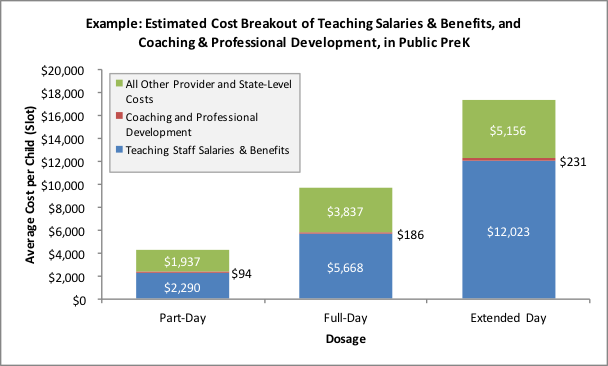 Example: Estimated Cost Breakout of Teaching Salaries & Benefits, and
Coaching & Professional Development, in Public PreK
Average Cost per Child (Slot)
$20,000
$18,000
$16,000
$14,000
$12,000
$10,000
$8,000
$6,000
$4,000
$2,000
$0
All Other Provider and State-Level
Costs
Coaching and Professional
Development
Teaching Staff Salaries & Benefits
$1,937
$94
$2,290
$3,837
$186
$5,668
$5,156
$231
$12,023
Part-Day
Full-Day
Extended Day
Dosage